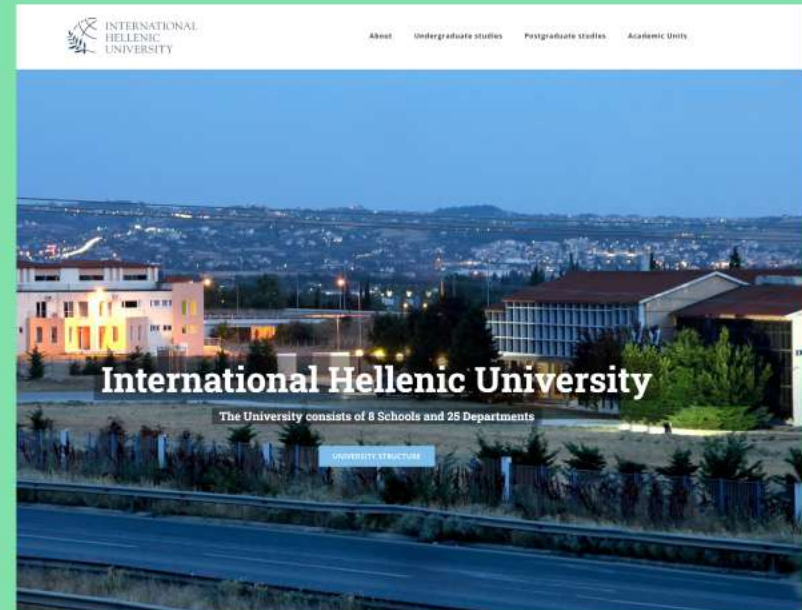 INTERNATIONAL
HELLENIC
UNIVERSITY
About Undergraduate studies Postgraduate studies Academic Units
International Hellenic University
The University consists of 8 Schools and 25 Departments
UNIVERSITY STRUCTURE